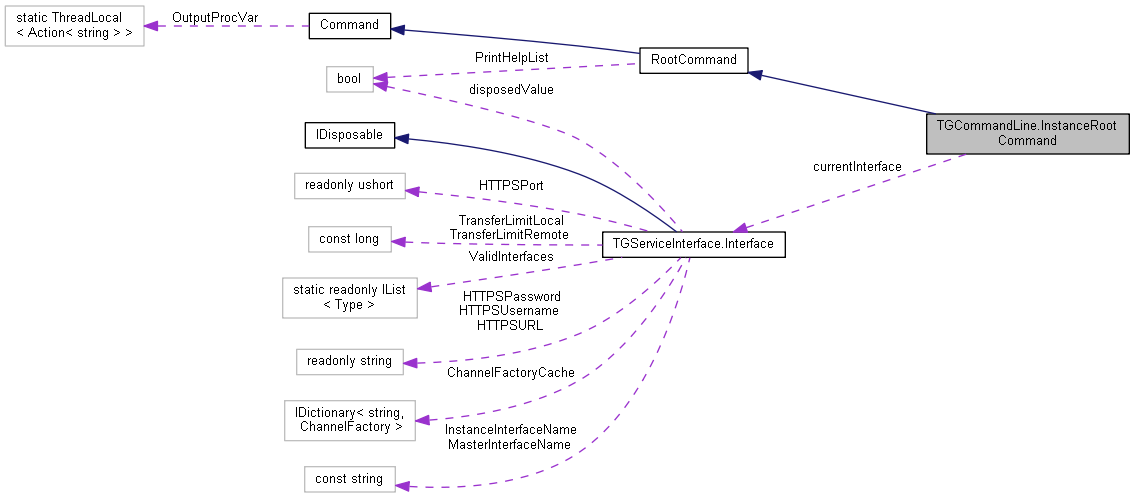 static ThreadLocal
< Action< string > >
OutputProcVar
Command
PrintHelpList
RootCommand
bool
disposedValue
TGCommandLine.InstanceRoot
Command
IDisposable
currentInterface
readonly ushort
HTTPSPort
TransferLimitLocal
TransferLimitRemote
const long
TGServiceInterface.Interface
ValidInterfaces
static readonly IList
< Type >
HTTPSPassword
HTTPSUsername
HTTPSURL
readonly string
ChannelFactoryCache
IDictionary< string,
ChannelFactory >
InstanceInterfaceName
MasterInterfaceName
const string